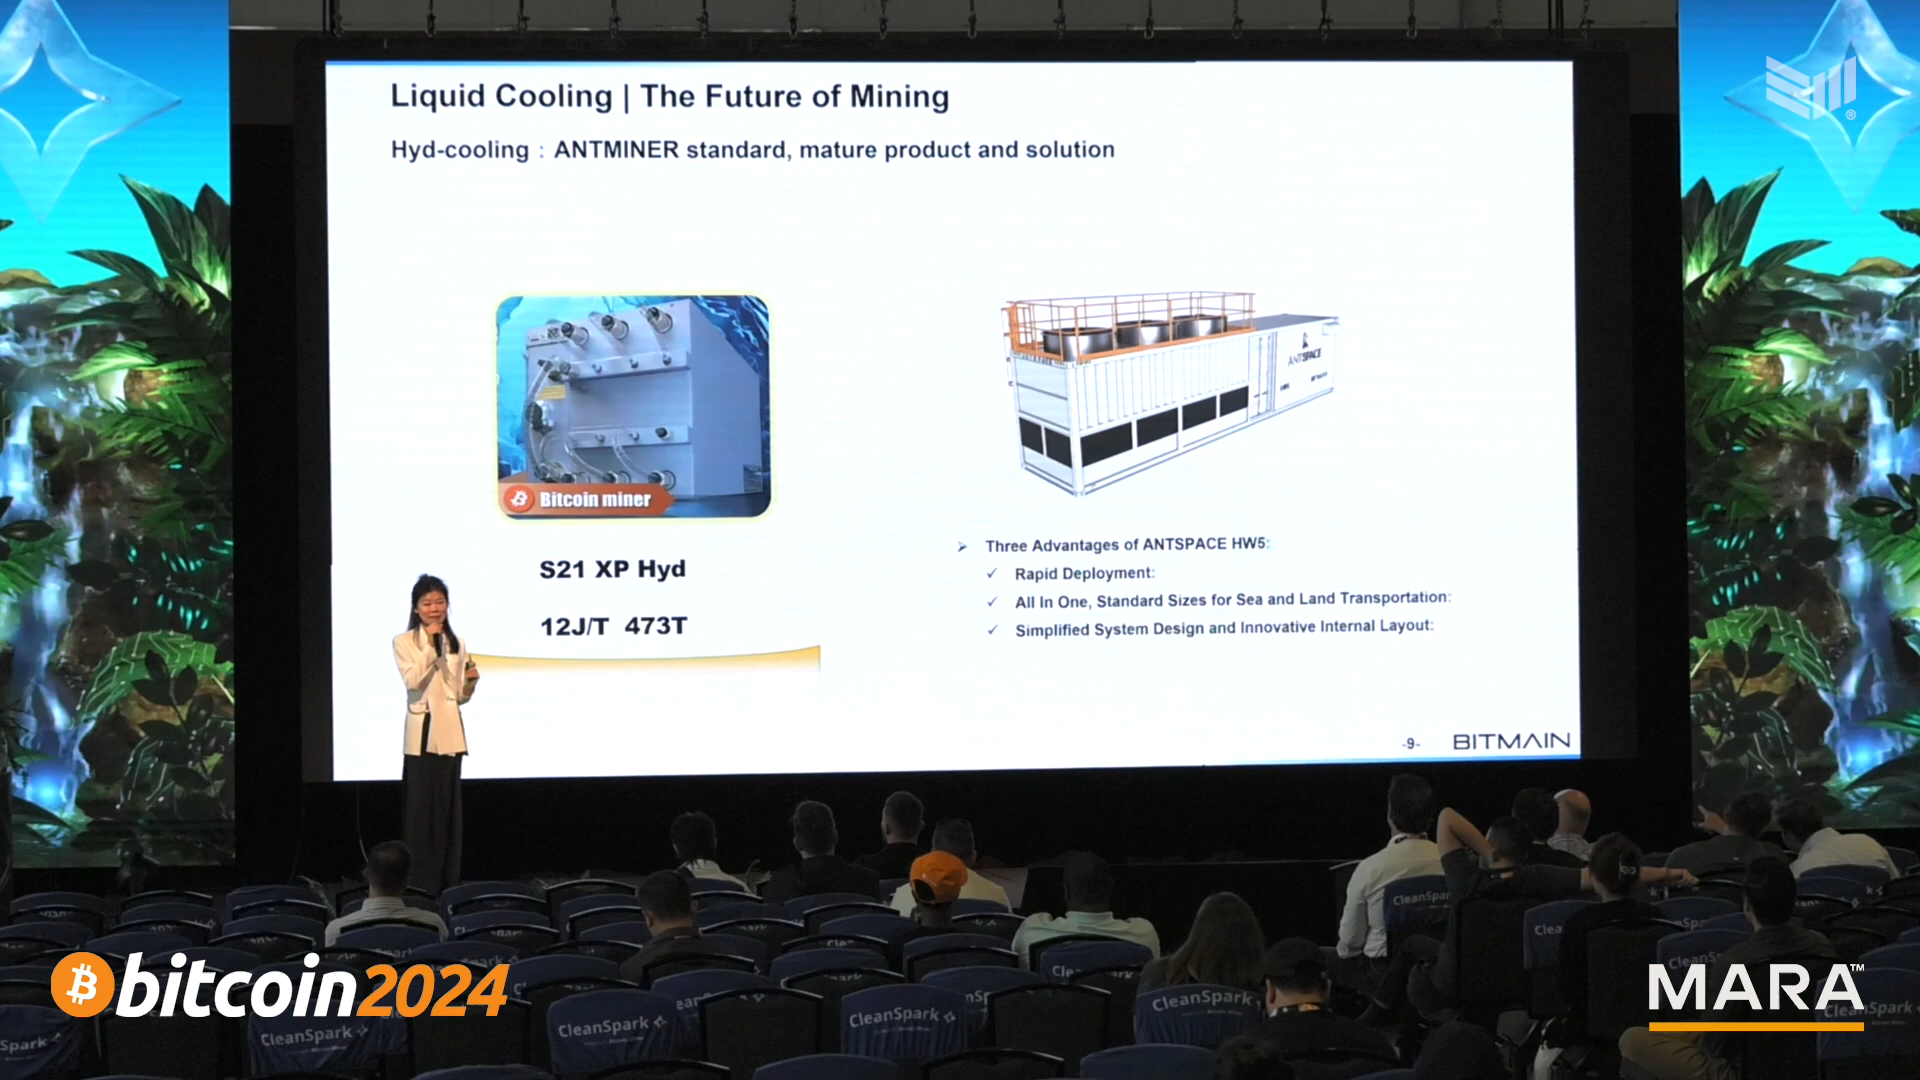 Liquid Cooling | The Future of Mining
Hyd-cooling : ANTMINER standard, mature product and solution
Bitcoin miner
S21 XP Hyd
12J/T 473T
ANTSPACE
Three Advantages of ANTSPACE HW5:
Rapid Deployment:
All In One, Standard Sizes for Sea and Land Transportation:
Simplified System Design and Innovative Internal Layout:
-9- BITMAIN
bitcoin2024
MARA™
CleanSpark
CleanSpark
CleanSpark
CleanSpark
CleanSpark